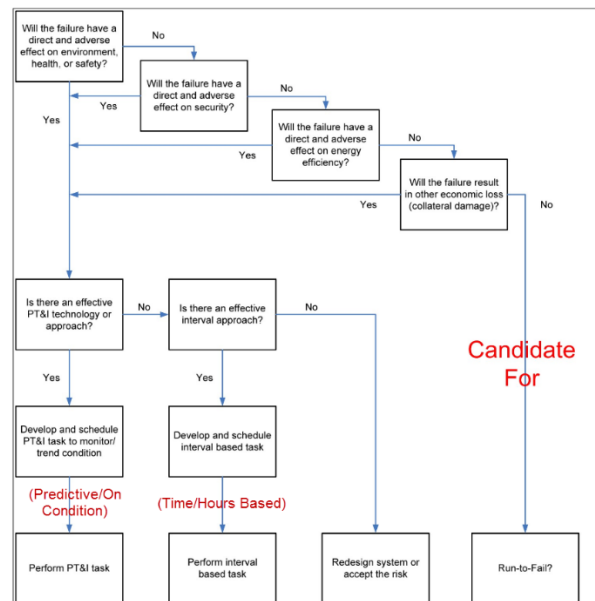 Will the failure have a
direct and adverse
effect on environment,
health, or safety?
No
Will the failure have a
direct and adverse
effect on security?
No
Yes
Yes
Will the failure have a
direct and adverse
effect on energy
efficiency?
No
Yes
Will the failure result
in other economic loss
(collateral damage)?
Yes
No
Is there an effective
PT&I technology or
approach?
No
Is there an effective
interval approach?
No
Candidate
For
Yes
Yes
Develop and schedule
PT&I task to monitor/
trend condition
Develop and schedule
interval based task
(Predictive/On
Condition)
(Time/Hours Based)
Perform PT&I task
Perform interval
based task
Redesign system or
accept the risk
Run-to-Fail?